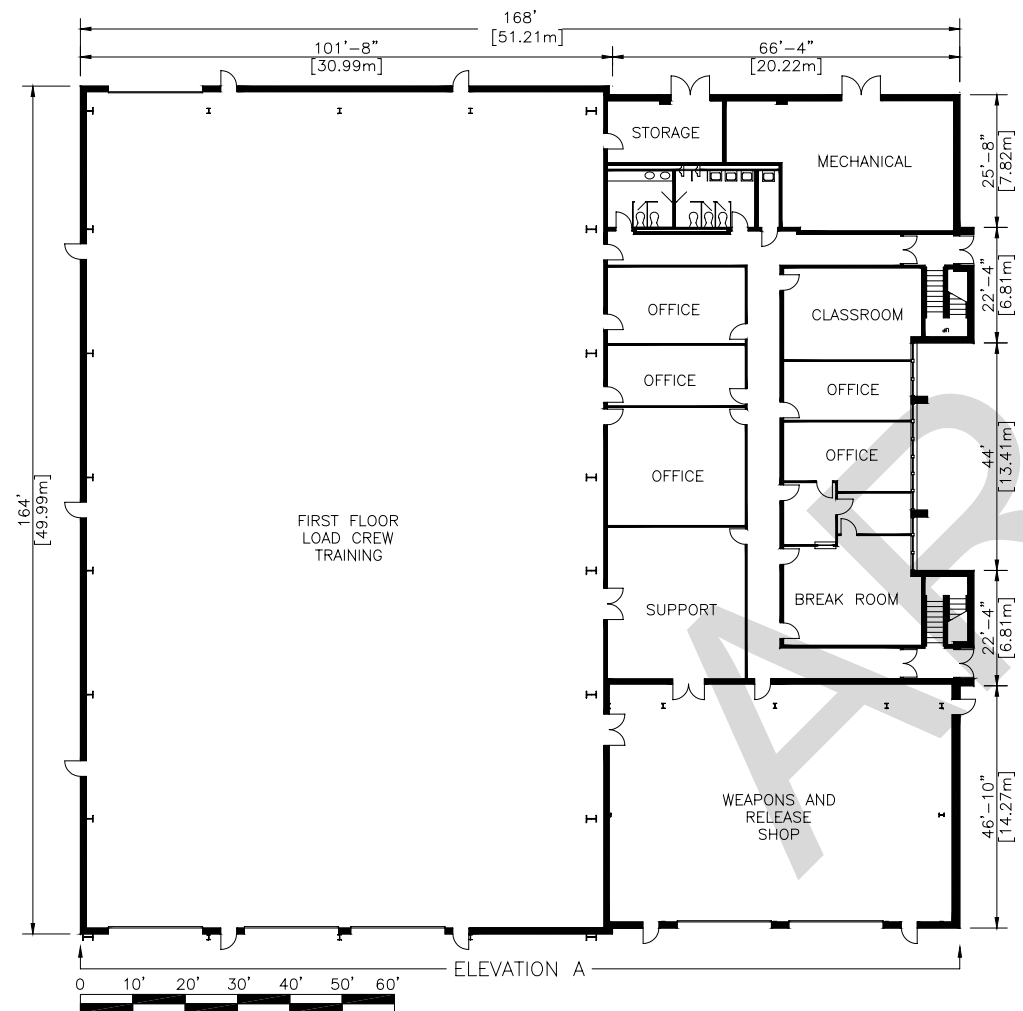 168'
[51.21m]
101'-8"
[30.99m]
66'-4"
[20.22m]
STORAGE
MECHANICAL
25'-8"
[7.82m]
22'-4"
[6.81m]
OFFICE
CLASSROOM
OFFICE
OFFICE
OFFICE
OFFICE
44'
[13.41m]
164'
[49.99m]
FIRST FLOOR
LOAD CREW
TRAINING
SUPPORT
BREAK ROOM
22'-4"
[6.81m]
WEAPONS AND
RELEASE
SHOP
46'-10"
[14.27m]
ELEVATION A
0 10' 20' 30' 40' 50' 60'
AR